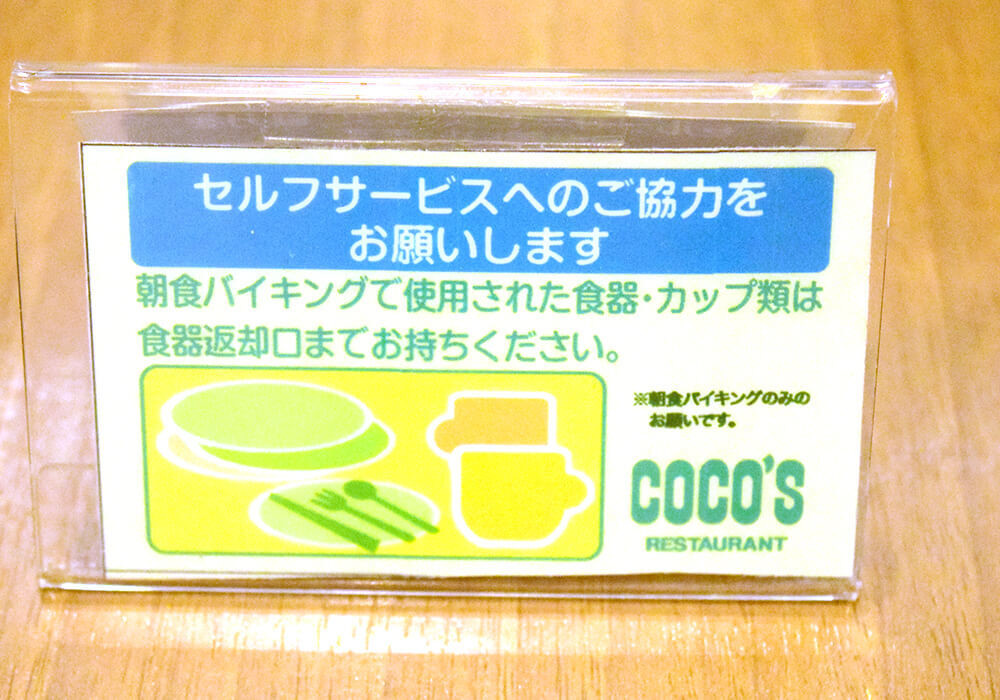 セルフサービスへのご協力を
お願いします
朝食バイキングで使用された食器・カップ類は
食器返却口までお持ちください。
※朝食バイキングのみの
お願いです。
COCO'S
RESTAURANT